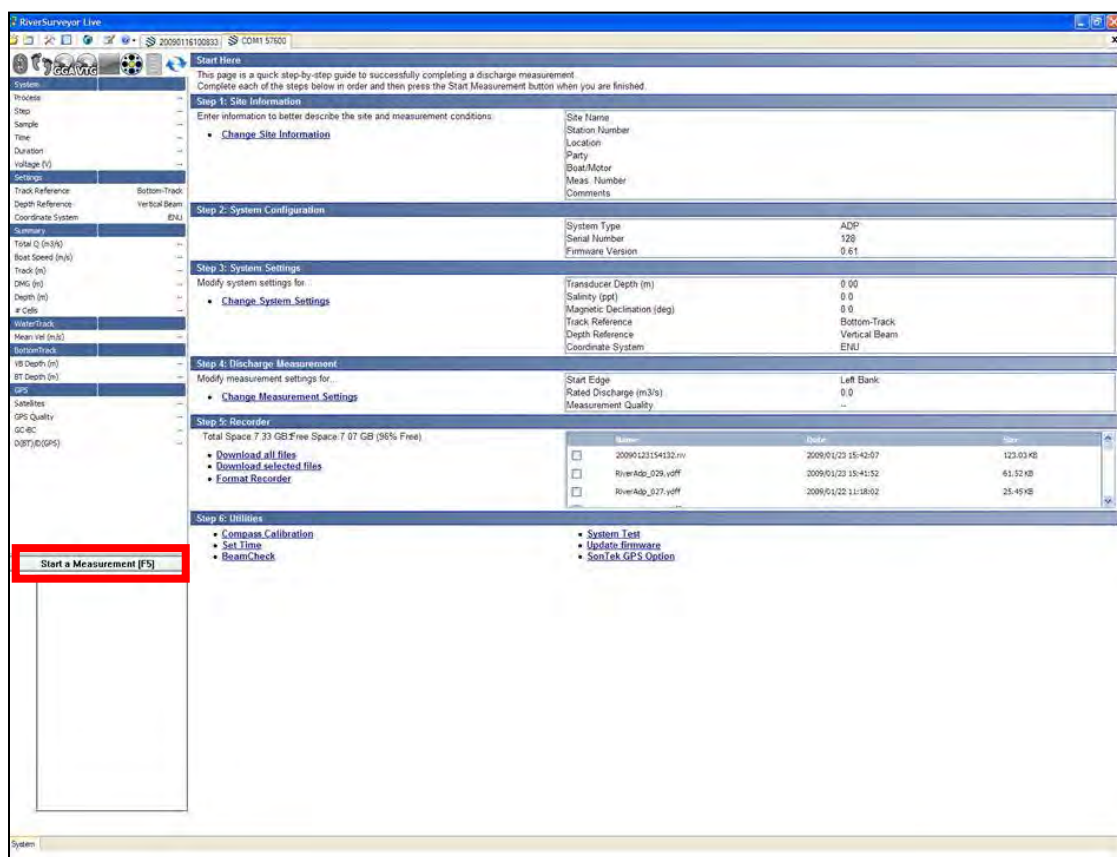 RiverSurveyor Live
20090116100833 COM1 57600
GGA VTG
System
Process --
Step --
Sample --
Time --
Duration --
Voltage (V) --
Settings
Track Reference Bottom-Track
Depth Reference Vertical Beam
Coordinate System ENU
Summary
Total Q (m3/s) --
Boat Speed (m/s) --
Track (m) --
DMG (m) --
Depth (m) --
# Cells --
WaterTrack
Mean Vel (m/s) --
BottomTrack
VB Depth (m) --
BT Depth (m) --
GPS
Satellites --
GPS Quality --
GC-BC --
D(BT)/D(GPS) --
Start a Measurement [F5]
Start Here
This page is a quick step-by-step guide to successfully completing a discharge measurement
Complete each of the steps below in order and then press the Start Measurement button when you are finished.
Step 1: Site Information
Enter information to better describe the site and measurement conditions
• Change Site Information
Site Name
Station Number
Location
Party
Boat/Motor
Meas. Number
Comments
Step 2: System Configuration
System Type ADP
Serial Number 128
Firmware Version 0.61
Step 3: System Settings
Modify system settings for...
• Change System Settings
Transducer Depth (m) 0.00
Salinity (ppt) 0.0
Magnetic Declination (deg) 0.0
Track Reference Bottom-Track
Depth Reference Vertical Beam
Coordinate System ENU
Step 4: Discharge Measurement
Modify measurement settings for...
• Change Measurement Settings
Start Edge Left Bank
Rated Discharge (m3/s) 0.0
Measurement Quality --
Step 5: Recorder
Total Space 7.33 GB Free Space 7.07 GB (96% Free)
• Download all files
• Download selected files
• Format Recorder
Name Date Size
20090123154132.riv 2009/01/23 15:42:07 123.03 KB
RiverAdp_029.ydff 2009/01/23 15:41:52 61.52 KB
RiverAdp_027.ydff 2009/01/22 11:18:02 25.45 KB
Step 6: Utilities
• Compass Calibration
• Set Time
• BeamCheck
• System Test
• Update firmware
• SonTek GPS Option
System